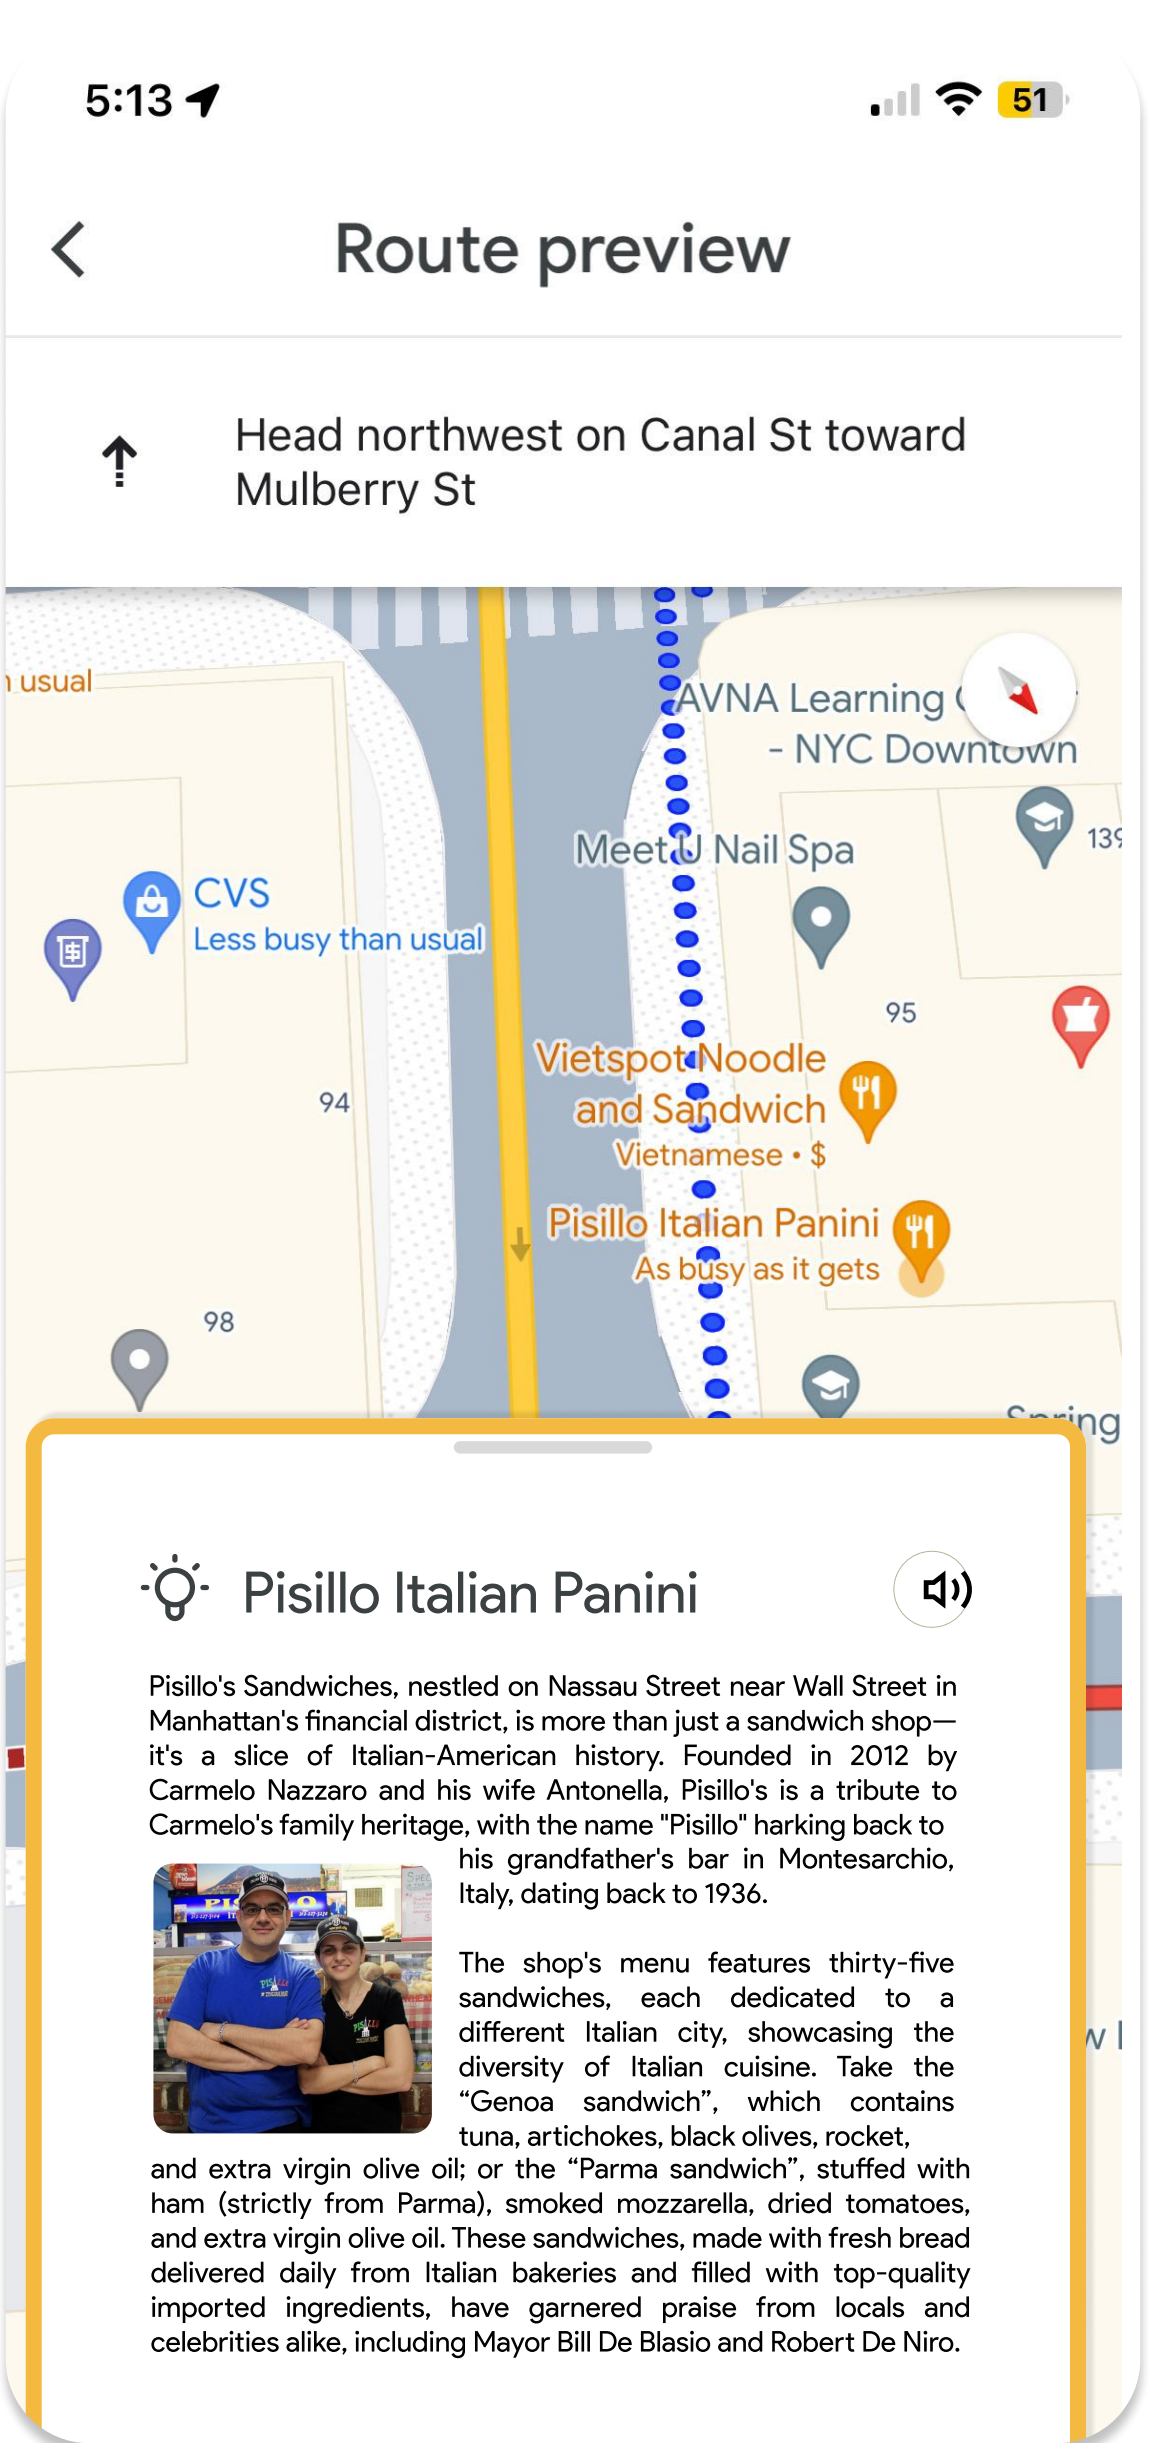 5:13
51
Route preview
Head northwest on Canal St toward
Mulberry St
usual
AVNA Learning
- NYC Downtown
139
Meet U Nail Spa
CVS
Less busy than usual
95
Vietspot Noodle
and Sandwich
Vietnamese • $
94
Pisillo Italian Panini
As busy as it gets
98
Spring
Pisillo Italian Panini
Pisillo's Sandwiches, nestled on Nassau Street near Wall Street in
Manhattan's financial district, is more than just a sandwich shop—
it's a slice of Italian-American history. Founded in 2012 by
Carmelo Nazzaro and his wife Antonella, Pisillo's is a tribute to
Carmelo's family heritage, with the name "Pisillo" harking back to
his grandfather's bar in Montesarchio,
Italy, dating back to 1936.
The shop's menu features thirty-five
sandwiches, each dedicated to a
different Italian city, showcasing the
diversity of Italian cuisine. Take the
“Genoa sandwich”, which contains
tuna, artichokes, black olives, rocket,
and extra virgin olive oil; or the “Parma sandwich”, stuffed with
ham (strictly from Parma), smoked mozzarella, dried tomatoes,
and extra virgin olive oil. These sandwiches, made with fresh bread
delivered daily from Italian bakeries and filled with top-quality
imported ingredients, have garnered praise from locals and
celebrities alike, including Mayor Bill De Blasio and Robert De Niro.